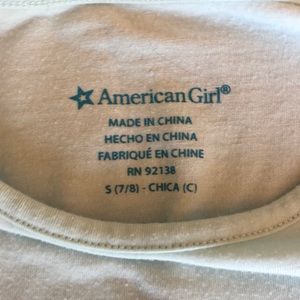 American Girl®
MADE IN CHINA
HECHO EN CHINA
FABRIQUÉ EN CHINE
RN 92138
S (7/8) - CHICA (C)